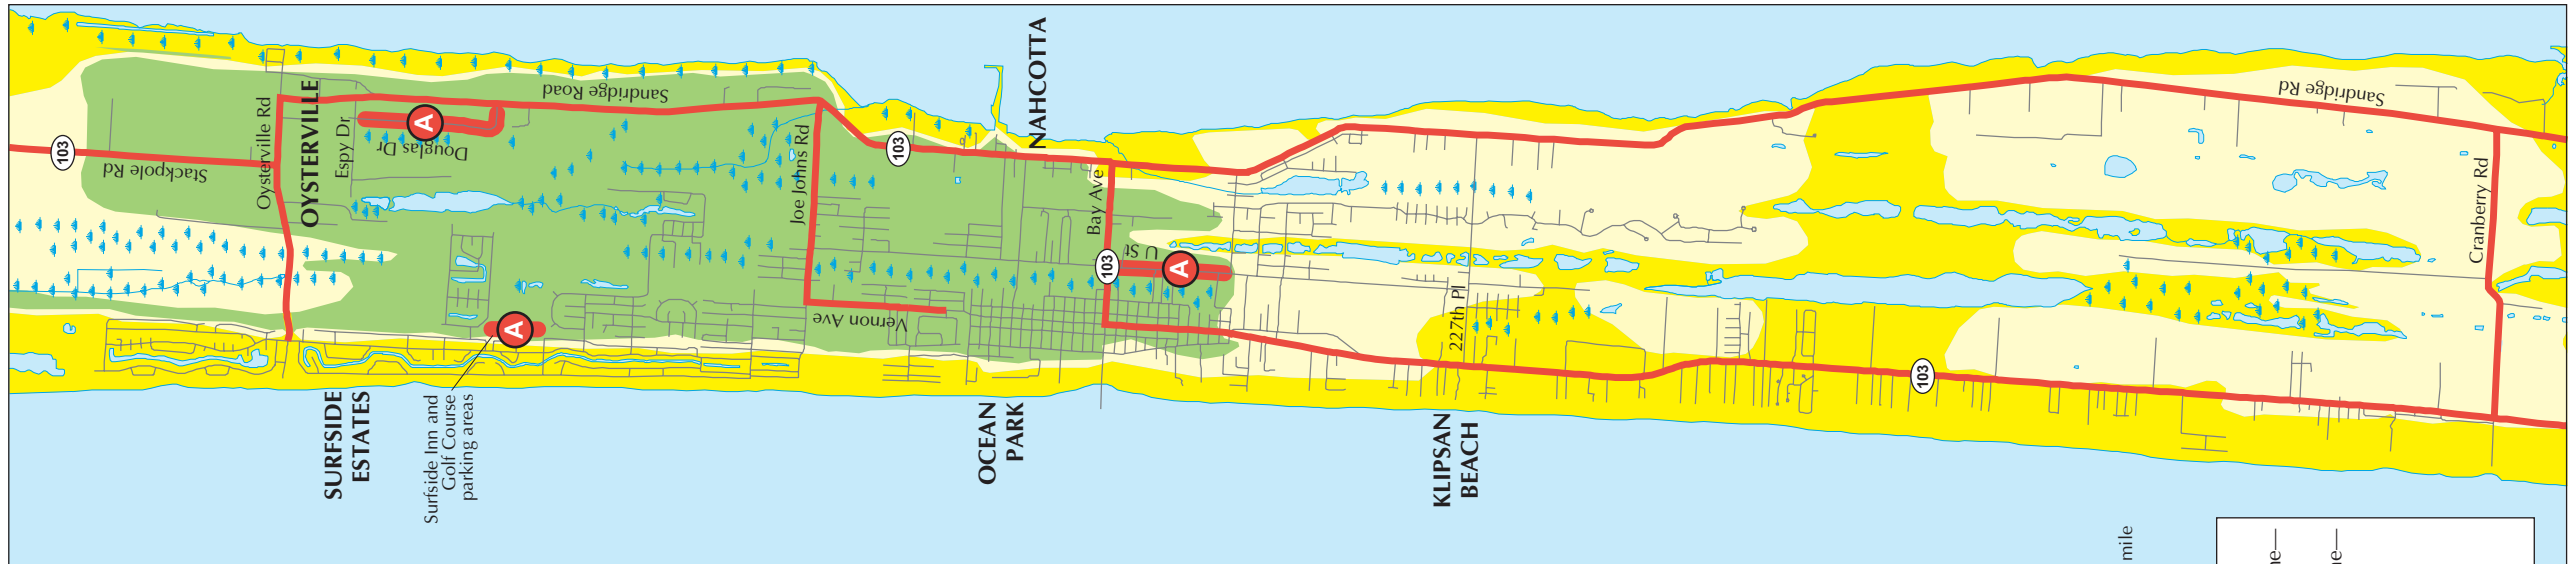 103
Stackpole Rd
Oysterville Rd
OYSTERVILLE
Espy Dr
Douglas Dr
A
Sandridge Road
Joe Johns Rd
Vernon Ave
103
NAHCOTTA
Bay Ave
103
U St
A
A
SURFSIDE
ESTATES
Surfside Inn and
Golf Course
parking areas
OCEAN
PARK
KLIPSAN
BEACH
227th Pl
103
Sandridge Rd
Cranberry Rd
mile
ne—
ne—